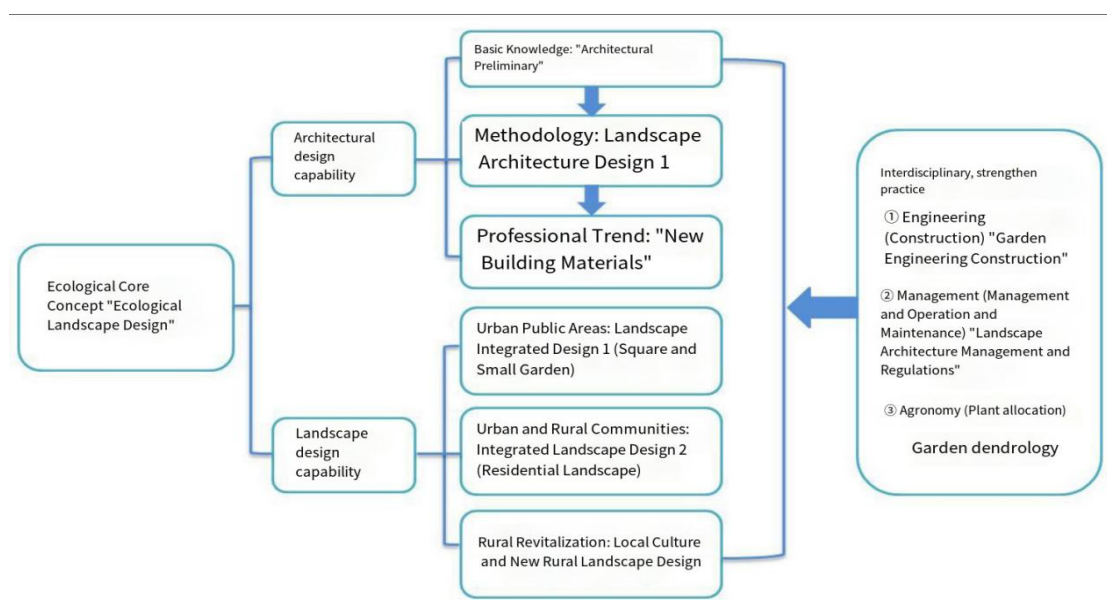 Basic Knowledge: "Architectural
Preliminary"
Architectural
design
capability
Methodology: Landscape
Architecture Design 1
Professional Trend: "New
Building Materials"
Ecological Core
Concept "Ecological
Landscape Design"
Urban Public Areas: Landscape
Integrated Design 1 (Square and
Small Garden)
Landscape
design
capability
Urban and Rural Communities:
Integrated Landscape Design 2
(Residential Landscape)
Rural Revitalization: Local Culture
and New Rural Landscape Design
Interdisciplinary, strengthen
practice
① Engineering
(Construction) "Garden
Engineering Construction"
② Management (Management
and Operation and
Maintenance) "Landscape
Architecture Management and
Regulations"
③ Agronomy (Plant allocation)
Garden dendrology